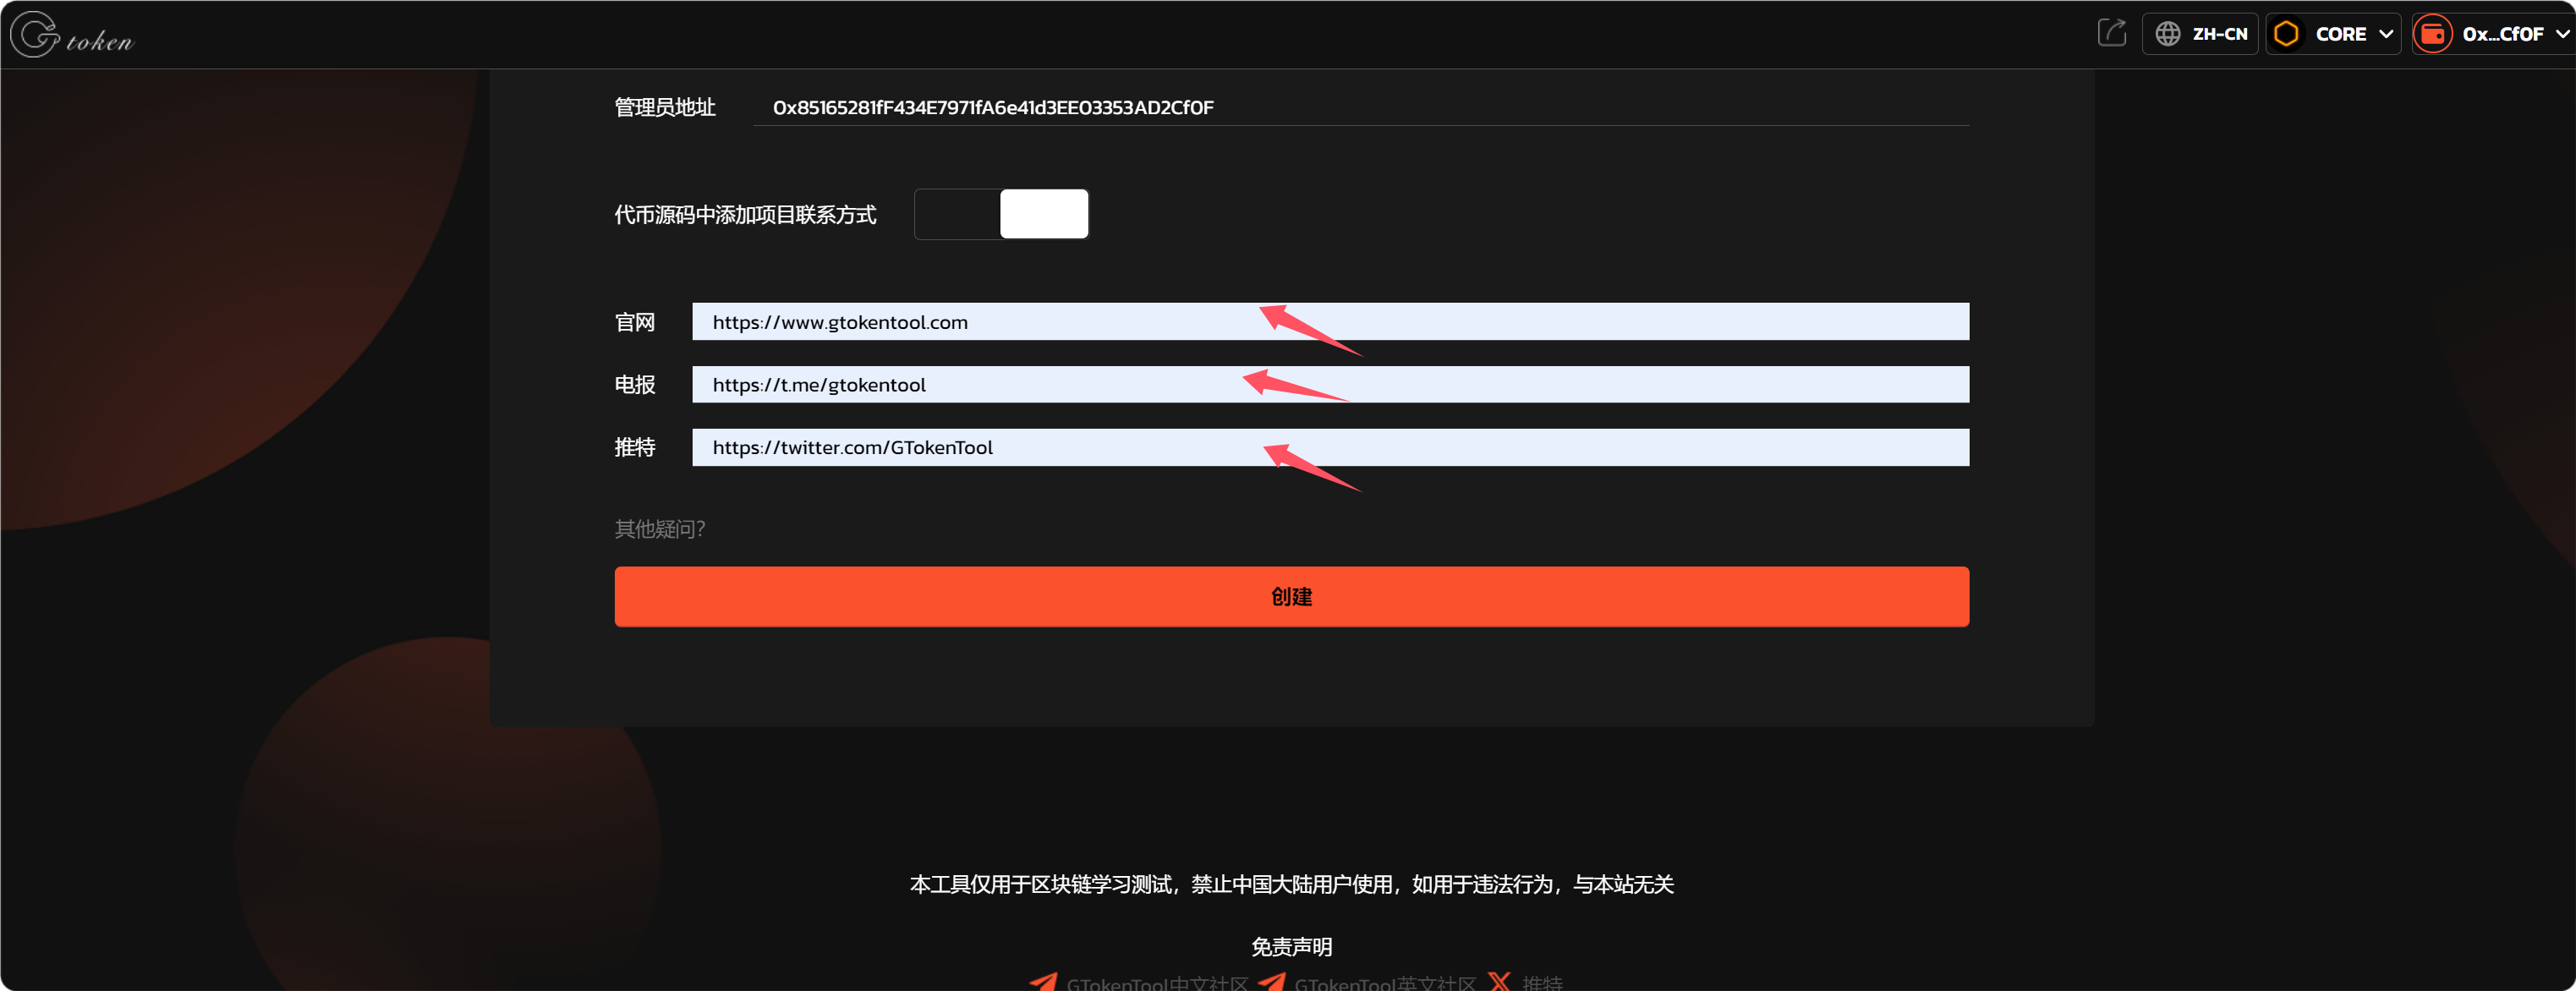 Gtoken
ZH-CN
CORE
0x...Cf0F
管理员地址
0x85165281fF434E7971fA6e41d3EE03353AD2Cf0F
代币源码中添加项目联系方式
官网
https://www.gtokentool.com
电报
https://t.me/gtokentool
推特
https://twitter.com/GTokenTool
其他疑问?
创建
本工具仅用于区块链学习测试，禁止中国大陆用户使用，如用于违法行为，与本站无关
免责声明
GTokenTool中文社区 GTokenTool英文社区 推特